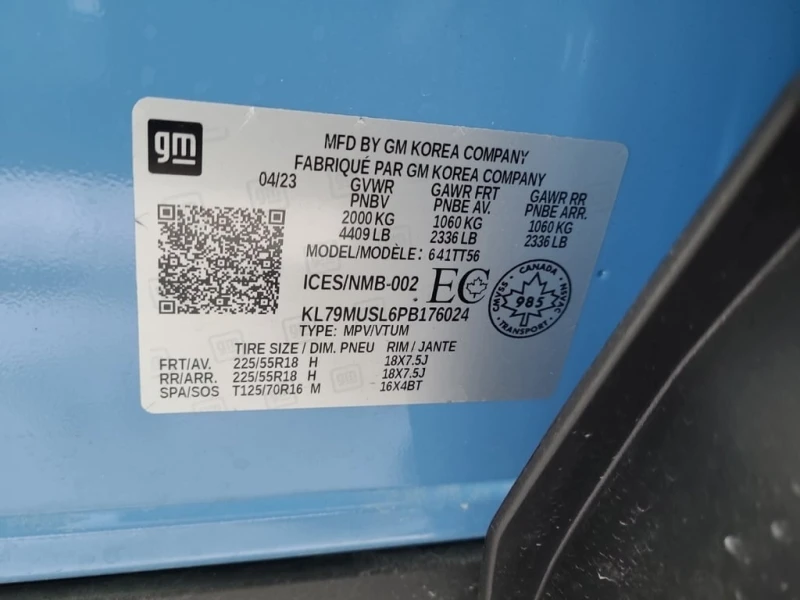 gm
MFD BY GM KOREA COMPANY
FABRIQUÉ PAR GM KOREA COMPANY
04/23 GVWR GAWR FRT GAWR RR
PNBV PNBE AV. PNBE ARR.
2000 KG 1060 KG 1060 KG
4409 LB 2336 LB 2336 LB
MODEL/MODÈLE: 641TT56
ICES/NMB-002 EC
CANADA
CMVSS 985 NSVAC
TRANSPORT
KL79MUSL6PB176024
TYPE: MPV/VTUM
TIRE SIZE / DIM. PNEU RIM / JANTE
FRT/AV. 225/55R18 H 18X7.5J
RR/ARR. 225/55R18 H 18X7.5J
SPA/SOS T125/70R16 M 16X4BT